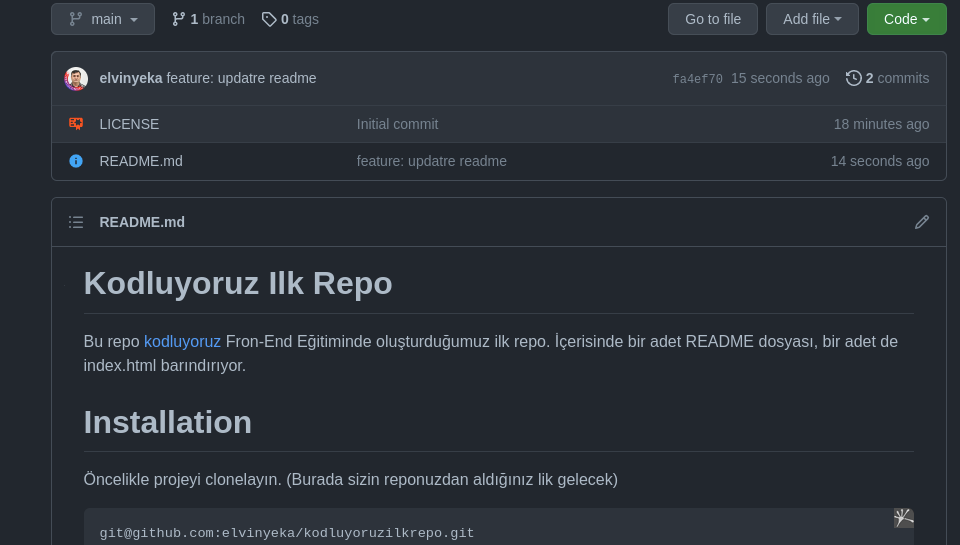 main
1 branch
0 tags
Go to file
Add file
Code
elvinyeka feature: updatre readme
fa4ef70 15 seconds ago
2 commits
LICENSE Initial commit 18 minutes ago
README.md feature: updatre readme 14 seconds ago
README.md
Kodluyoruz Ilk Repo
Bu repo kodluyoruz Fron-End Eğitiminde oluşturduğumuz ilk repo. İçerisinde bir adet README dosyası, bir adet de
index.html barındırıyor.
Installation
Öncelikle projeyi clonelayın. (Burada sizin reponuzdan aldığınız lik gelecek)
git@github.com:elvinyeka/kodluyoruzilkrepo.git